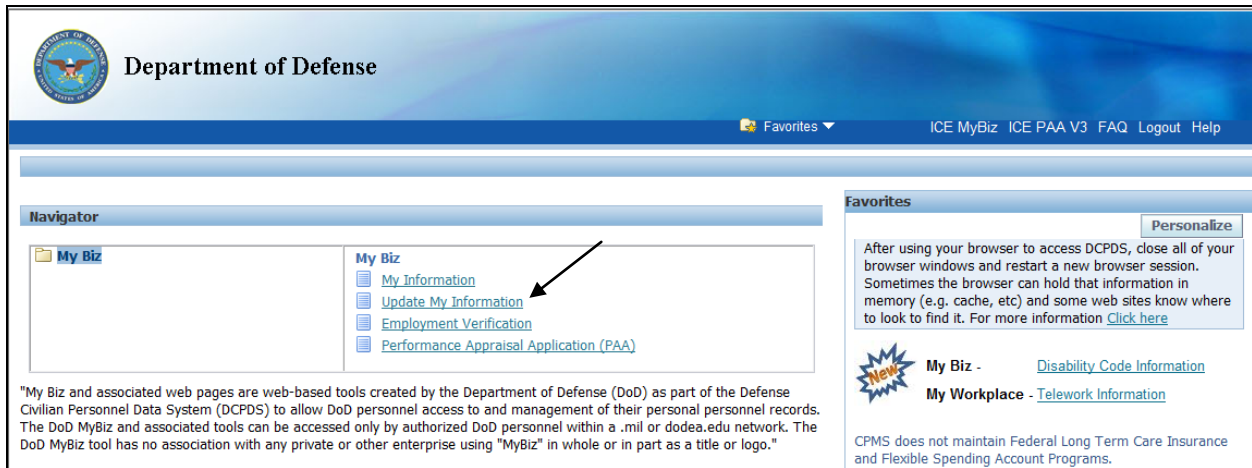 DEPARTMENT OF DEFENSE
UNITED STATES OF AMERICA
Department of Defense
Favorites
ICE MyBiz ICE PAA V3 FAQ Logout Help
Navigator
My Biz
My Biz
My Information
Update My Information
Employment Verification
Performance Appraisal Application (PAA)
"My Biz and associated web pages are web-based tools created by the Department of Defense (DoD) as part of the Defense
Civilian Personnel Data System (DCPDS) to allow DoD personnel access to and management of their personal personnel records.
The DoD MyBiz and associated tools can be accessed only by authorized DoD personnel within a .mil or dodea.edu network. The
DoD MyBiz tool has no association with any private or other enterprise using "MyBiz" in whole or in part as a title or logo."
Favorites
Personalize
After using your browser to access DCPDS, close all of your
browser windows and restart a new browser session.
Sometimes the browser can hold that information in
memory (e.g. cache, etc) and some web sites know where
to look to find it. For more information Click here
New
My Biz - Disability Code Information
My Workplace - Telework Information
CPMS does not maintain Federal Long Term Care Insurance
and Flexible Spending Account Programs.